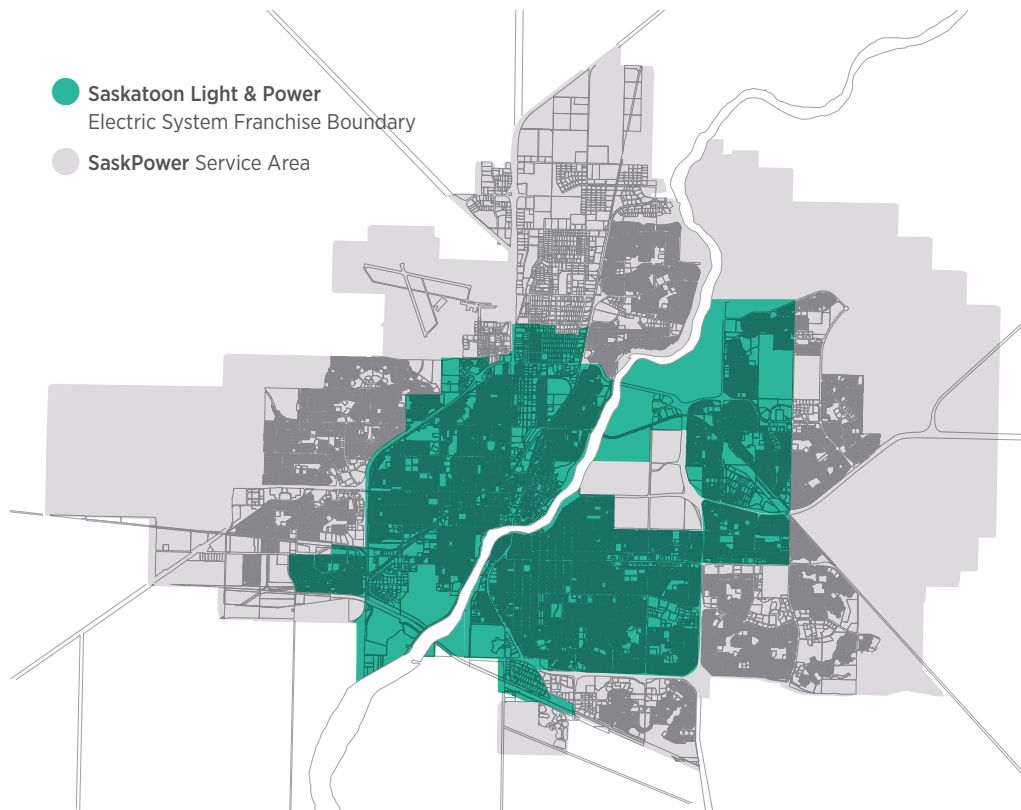 Saskatoon Light & Power
Electric System Franchise Boundary
SaskPower Service Area